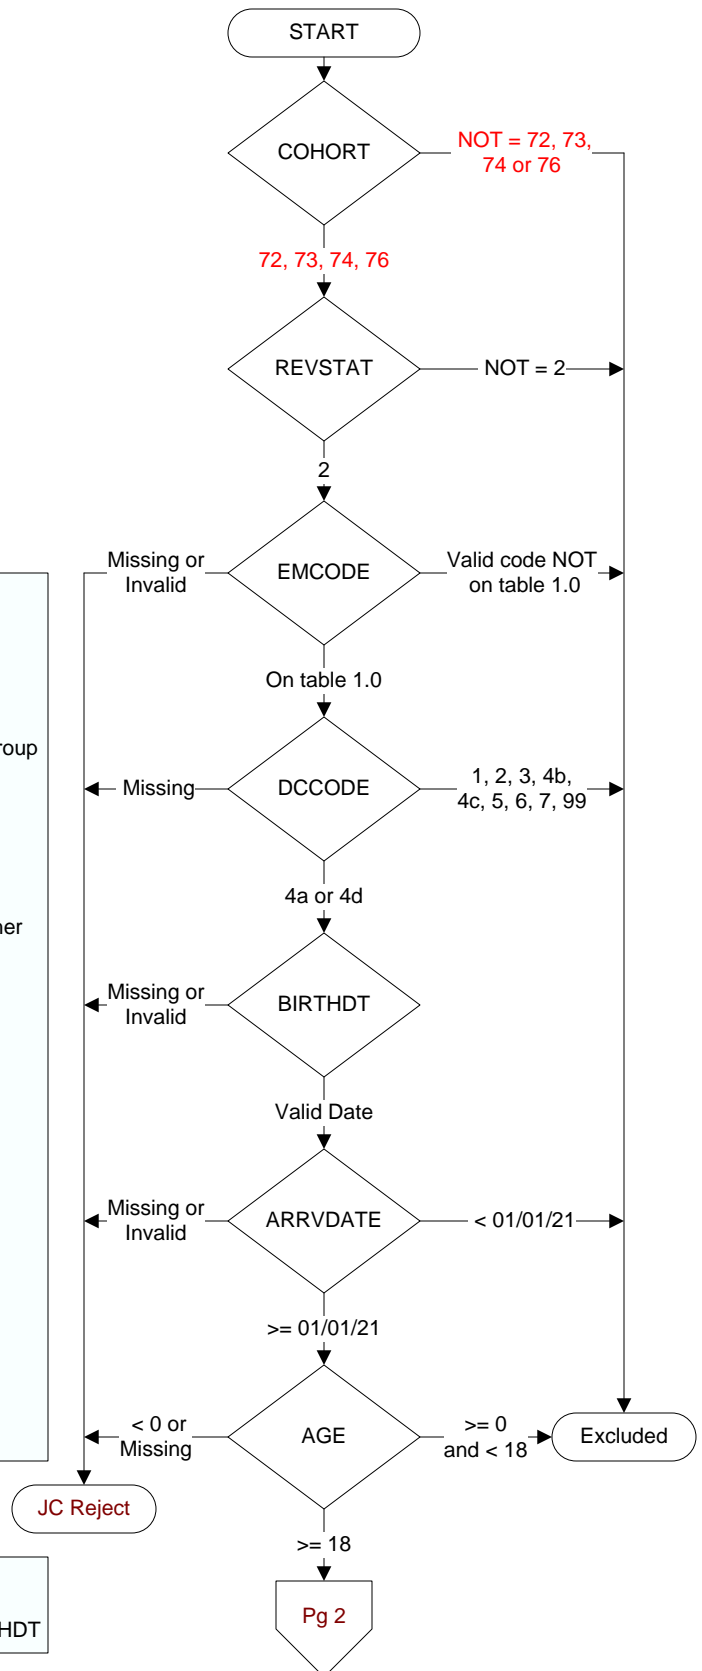 START
COHORT
NOT = 72, 73,
74 or 76
72, 73, 74, 76
REVSTAT
NOT = 2
2
Missing or
Invalid
EMCODE
Valid code NOT
on table 1.0
On table 1.0
Missing
DCCODE
1, 2, 3, 4b,
4c, 5, 6, 7, 99
4a or 4d
Missing or
Invalid
BIRTHDT
Valid Date
Missing or
Invalid
ARRVDATE
< 01/01/21
>= 01/01/21
< 0 or
Missing
AGE
>= 0
and < 18
Excluded
JC Reject
>= 18
Pg 2